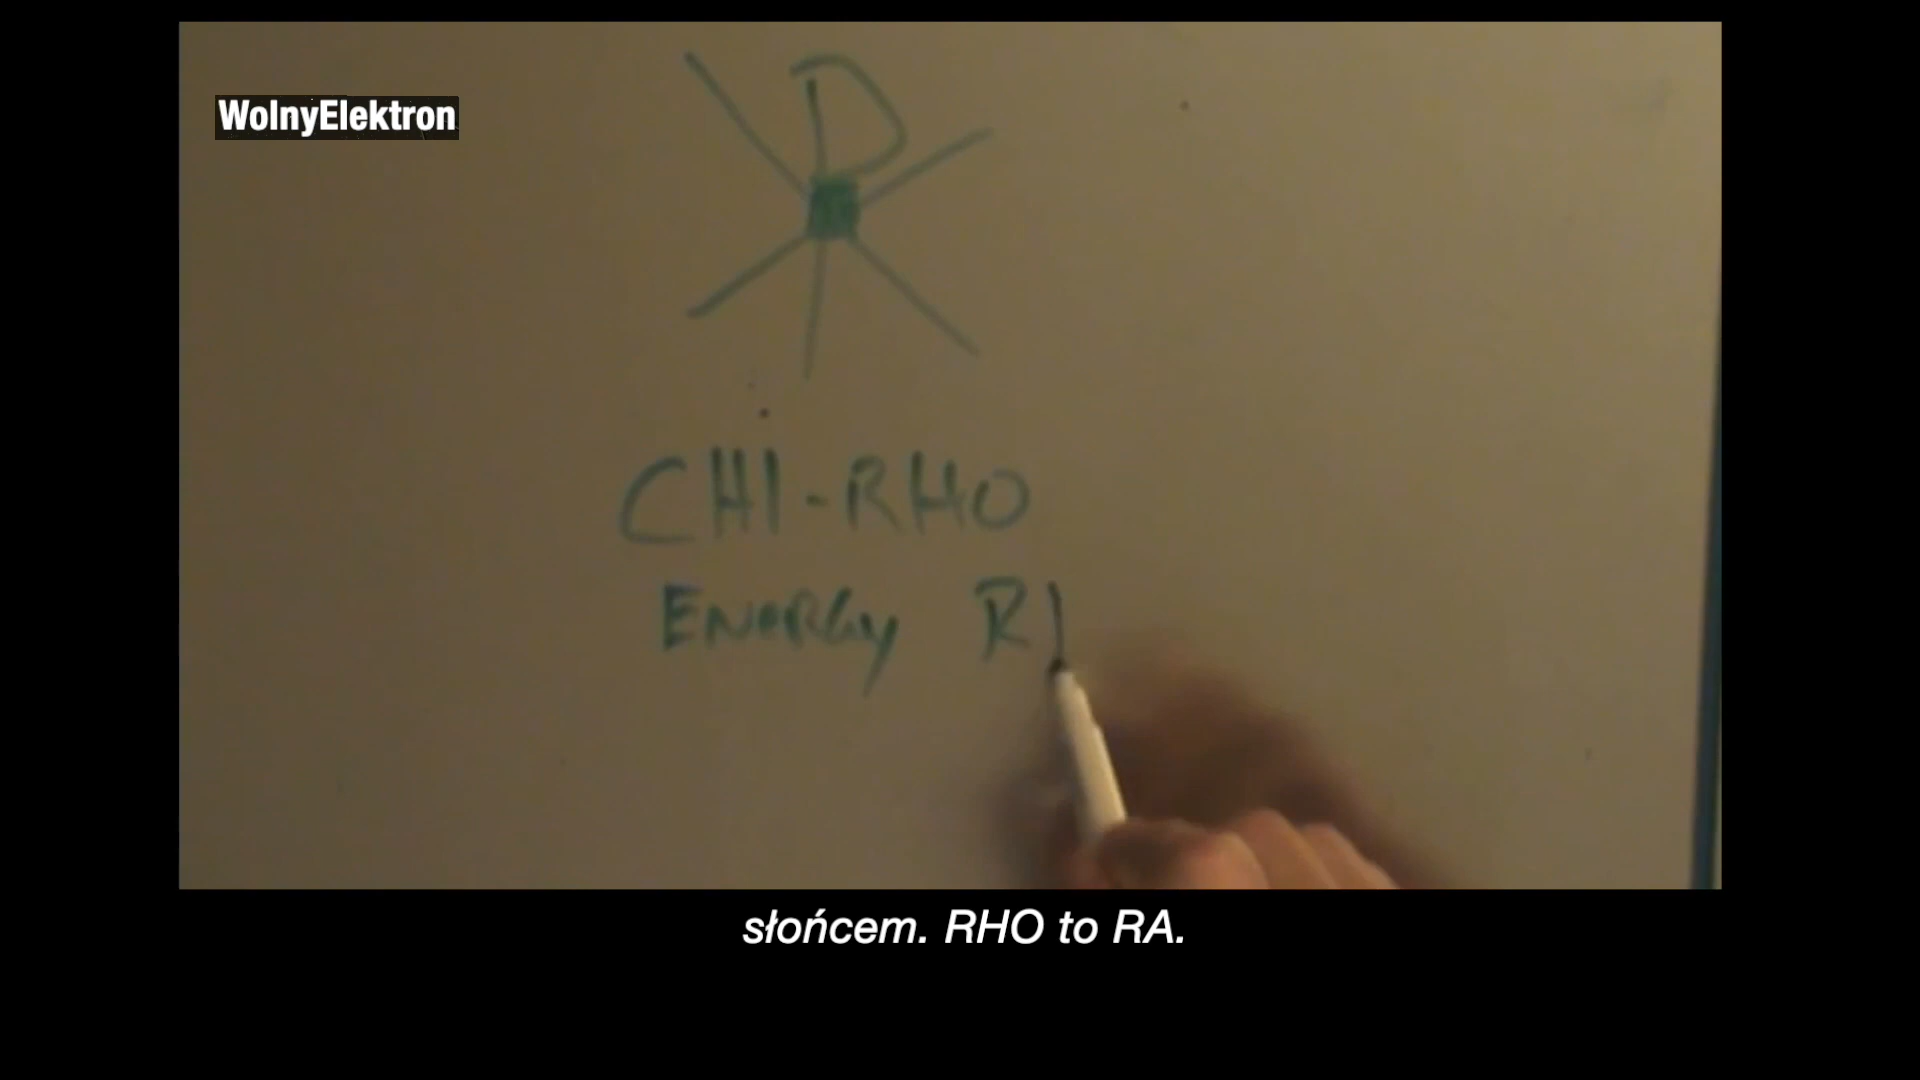 WolnyElektron
CHI-RHO
ENERGY R
słońcem. RHO to RA.